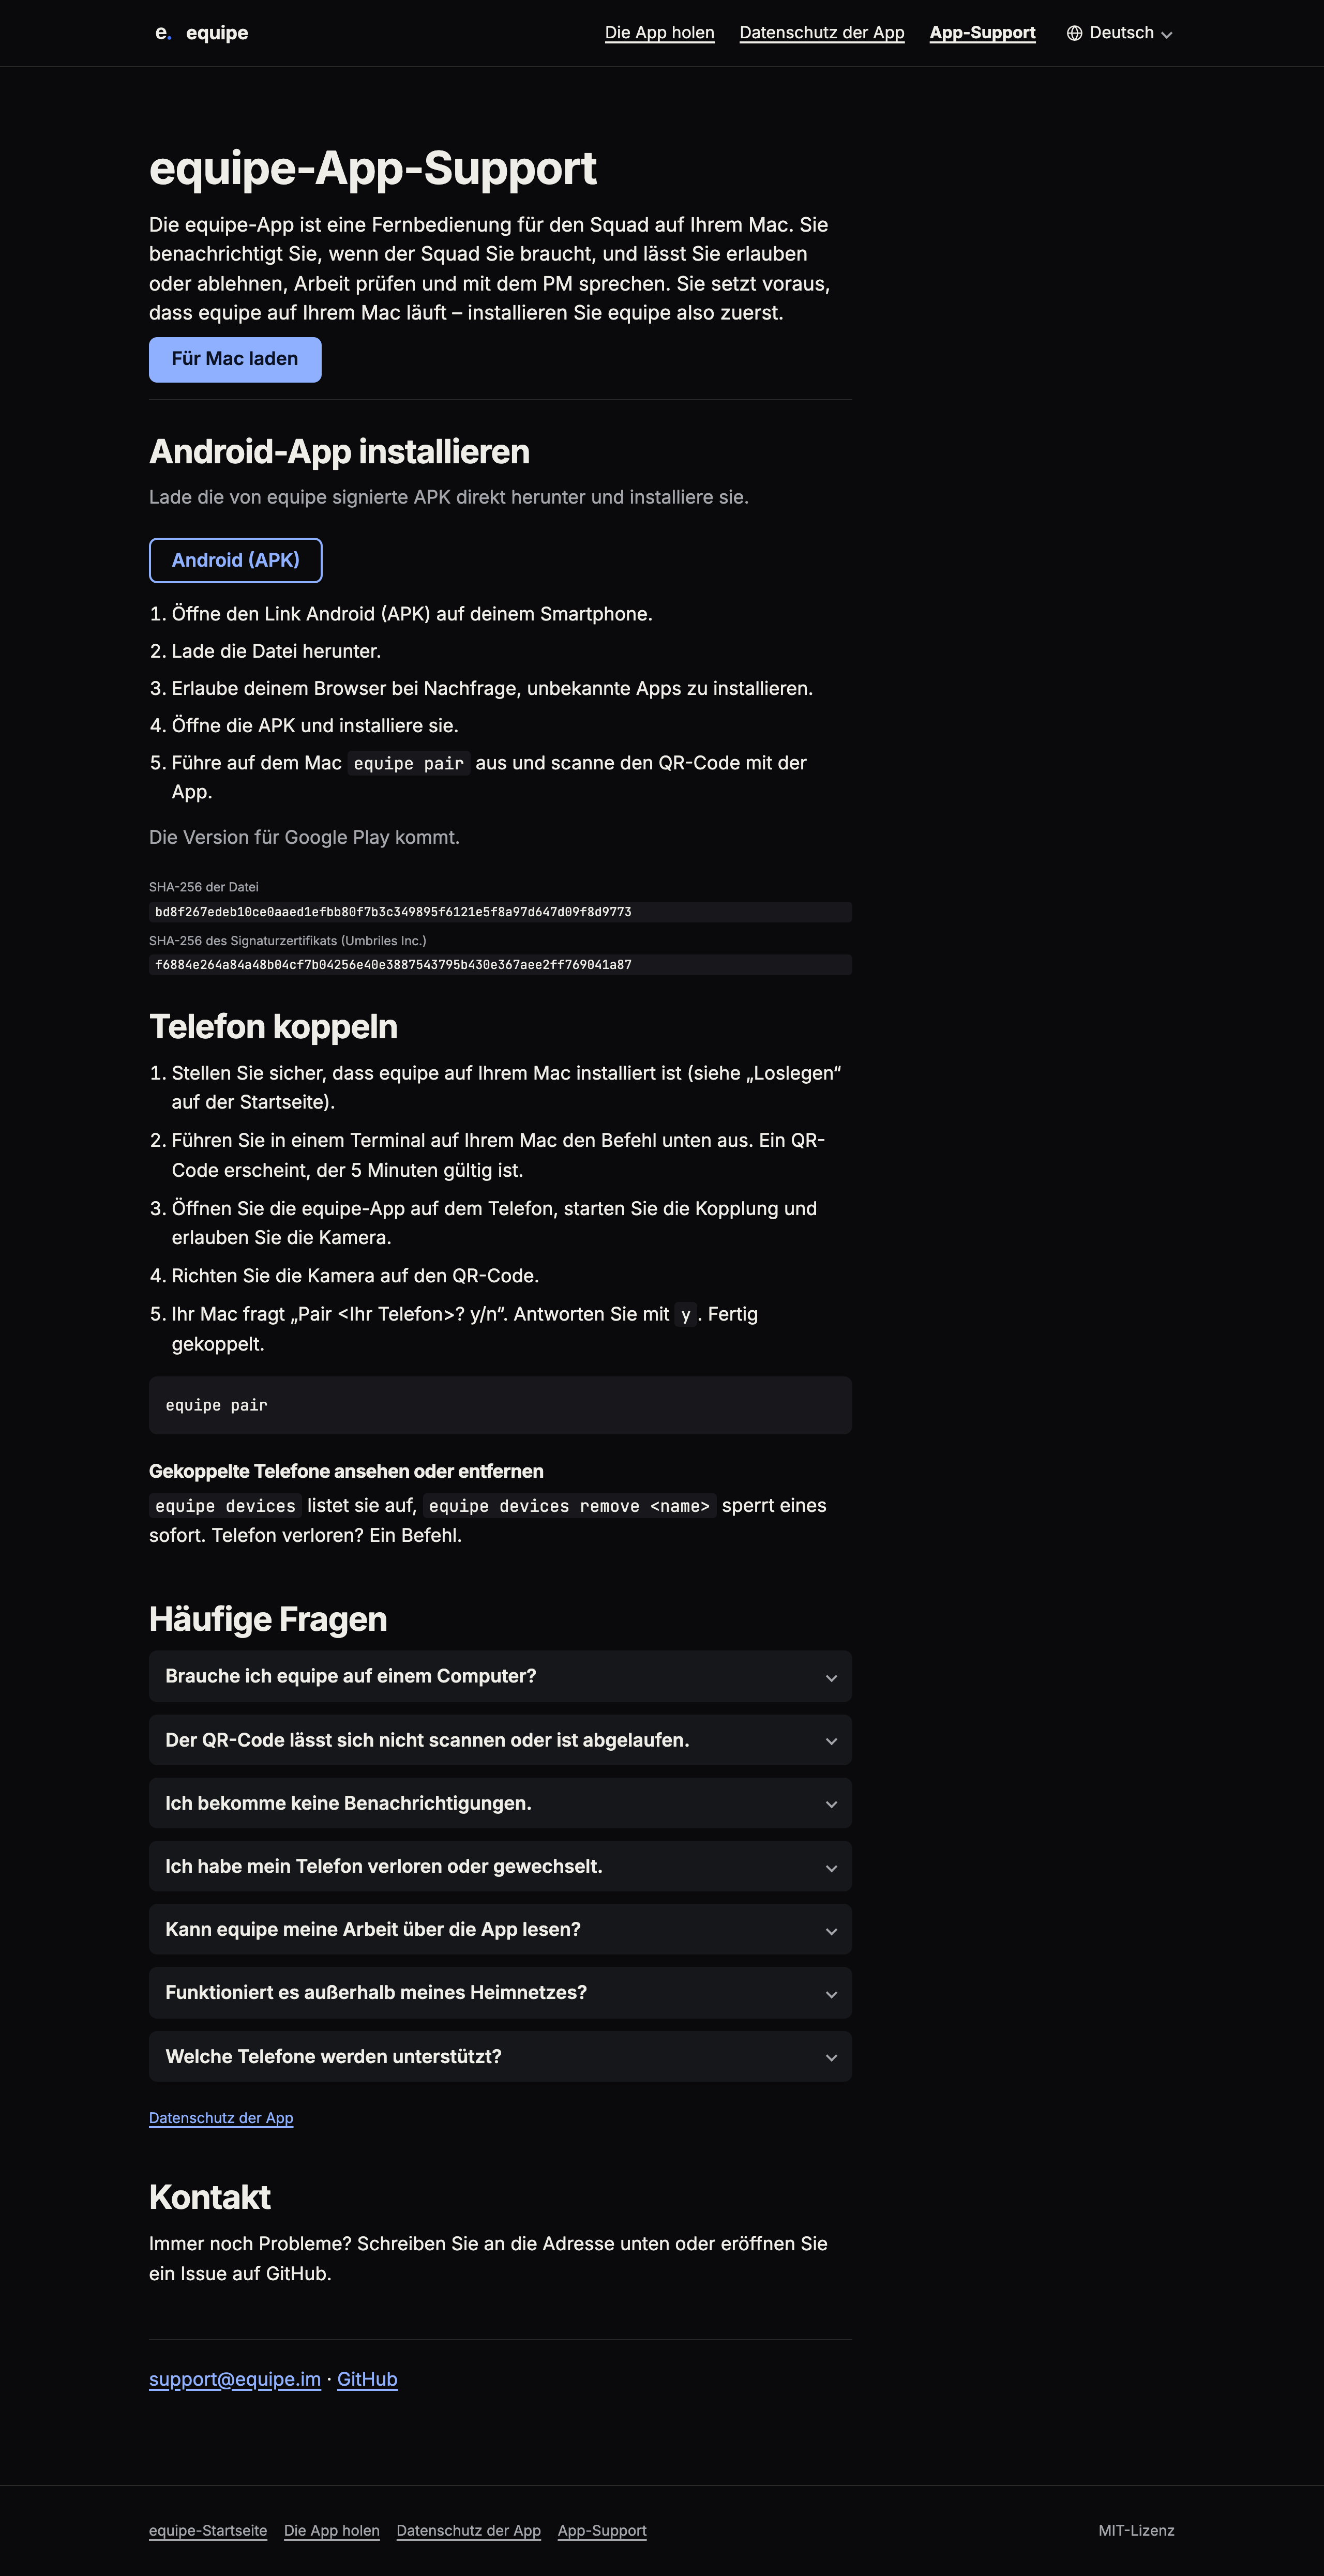 e. equipe
Die App holen
Datenschutz der App
App-Support
Deutsch
equipe-App-Support
Die equipe-App ist eine Fernbedienung für den Squad auf Ihrem Mac. Sie
benachrichtigt Sie, wenn der Squad Sie braucht, und lässt Sie erlauben
oder ablehnen, Arbeit prüfen und mit dem PM sprechen. Sie setzt voraus,
dass equipe auf Ihrem Mac läuft – installieren Sie equipe also zuerst.
Für Mac laden
Android-App installieren
Lade die von equipe signierte APK direkt herunter und installiere sie.
Android (APK)
1. Öffne den Link Android (APK) auf deinem Smartphone.
2. Lade die Datei herunter.
3. Erlaube deinem Browser bei Nachfrage, unbekannte Apps zu installieren.
4. Öffne die APK und installiere sie.
5. Führe auf dem Mac equipe pair aus und scanne den QR-Code mit der
App.
Die Version für Google Play kommt.
SHA-256 der Datei
bd8f267edeb10ce0aaed1efbb80f7b3c349895f6121e5f8a97d647d09f8d9773
SHA-256 des Signaturzertifikats (Umbriles Inc.)
f6884e264a84a48b04cf7b04256e40e3887543795b430e367aee2ff769041a87
Telefon koppeln
1. Stellen Sie sicher, dass equipe auf Ihrem Mac installiert ist (siehe „Loslegen“
auf der Startseite).
2. Führen Sie in einem Terminal auf Ihrem Mac den Befehl unten aus. Ein QR-
Code erscheint, der 5 Minuten gültig ist.
3. Öffnen Sie die equipe-App auf dem Telefon, starten Sie die Kopplung und
erlauben Sie die Kamera.
4. Richten Sie die Kamera auf den QR-Code.
5. Ihr Mac fragt „Pair <Ihr Telefon>? y/n“. Antworten Sie mit y. Fertig
gekoppelt.
equipe pair
Gekoppelte Telefone ansehen oder entfernen
equipe devices listet sie auf, equipe devices remove <name> sperrt eines
sofort. Telefon verloren? Ein Befehl.
Häufige Fragen
Brauche ich equipe auf einem Computer?
Der QR-Code lässt sich nicht scannen oder ist abgelaufen.
Ich bekomme keine Benachrichtigungen.
Ich habe mein Telefon verloren oder gewechselt.
Kann equipe meine Arbeit über die App lesen?
Funktioniert es außerhalb meines Heimnetzes?
Welche Telefone werden unterstützt?
Datenschutz der App
Kontakt
Immer noch Probleme? Schreiben Sie an die Adresse unten oder eröffnen Sie
ein Issue auf GitHub.
support@equipe.im · GitHub
equipe-Startseite
Die App holen
Datenschutz der App
App-Support
MIT-Lizenz